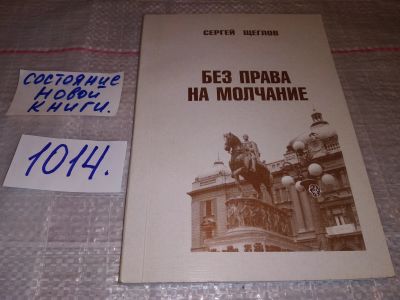 СЕРГЕЙ ЩЕГЛОВ
БЕЗ ПРАВА
НА МОЛЧАНИЕ
СОСТОЯНИЕ
НОВОЙ
КНИГИ.
1014.